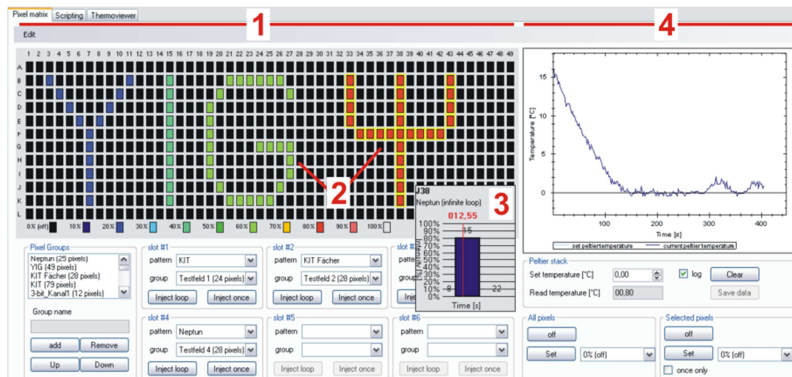 Pixel matrix Scripting Thermoviewer
1
4
Edit
1 2 3 4 5 6 7 8 9 10 11 12 13 14 15 16 17 18 19 20 21 22 23 24 25 26 27 28 29 30 31 32 33 34 35 36 37 38 39 40 41 42 43 44 45 46 47 48 49
A
B
C
D
E
F
G
H
I
J
K
L
2
0% (off) 10% 20% 30% 40% 50% 60% 70% 80% 90% 100%
J38
3
Neptun (infinite loop)
012,55
100%
90%
80%
70%
60%
50%
40%
30%
20%
10%
0%
Intensity [%]
15
8
22
Time [s]
Temperature [°C]
15
10
5
0
0 100 200 300 400
Time [s]
set peltiertemperature current peltiertemperature
Pixel Groups
Neptun (25 pixels)
YIG (49 pixels)
KIT Fächer (28 pixels)
KIT (79 pixels)
3-bit_Kanal1 (12 pixels)
Group name
add Remove
Up Down
slot #1
pattern KIT
group Testfeld 1 (24 pixels)
Inject loop Inject once
slot #2
pattern KIT Fächer
group Testfeld 2 (28 pixels)
Inject loop Inject once
slot #4
pattern Neptun
group Testfeld 4 (28 pixels)
Inject loop Inject once
slot #5
pattern
group
Inject loop Inject once
slot #6
pattern
group
Inject loop Inject once
Peltier stack
Set temperature [°C] 0,00 log Clear
Read temperature [°C] 00,80 Save data
All pixels
off
Set 0% (off)
Selected pixels
off
Set 0% (off)
once only